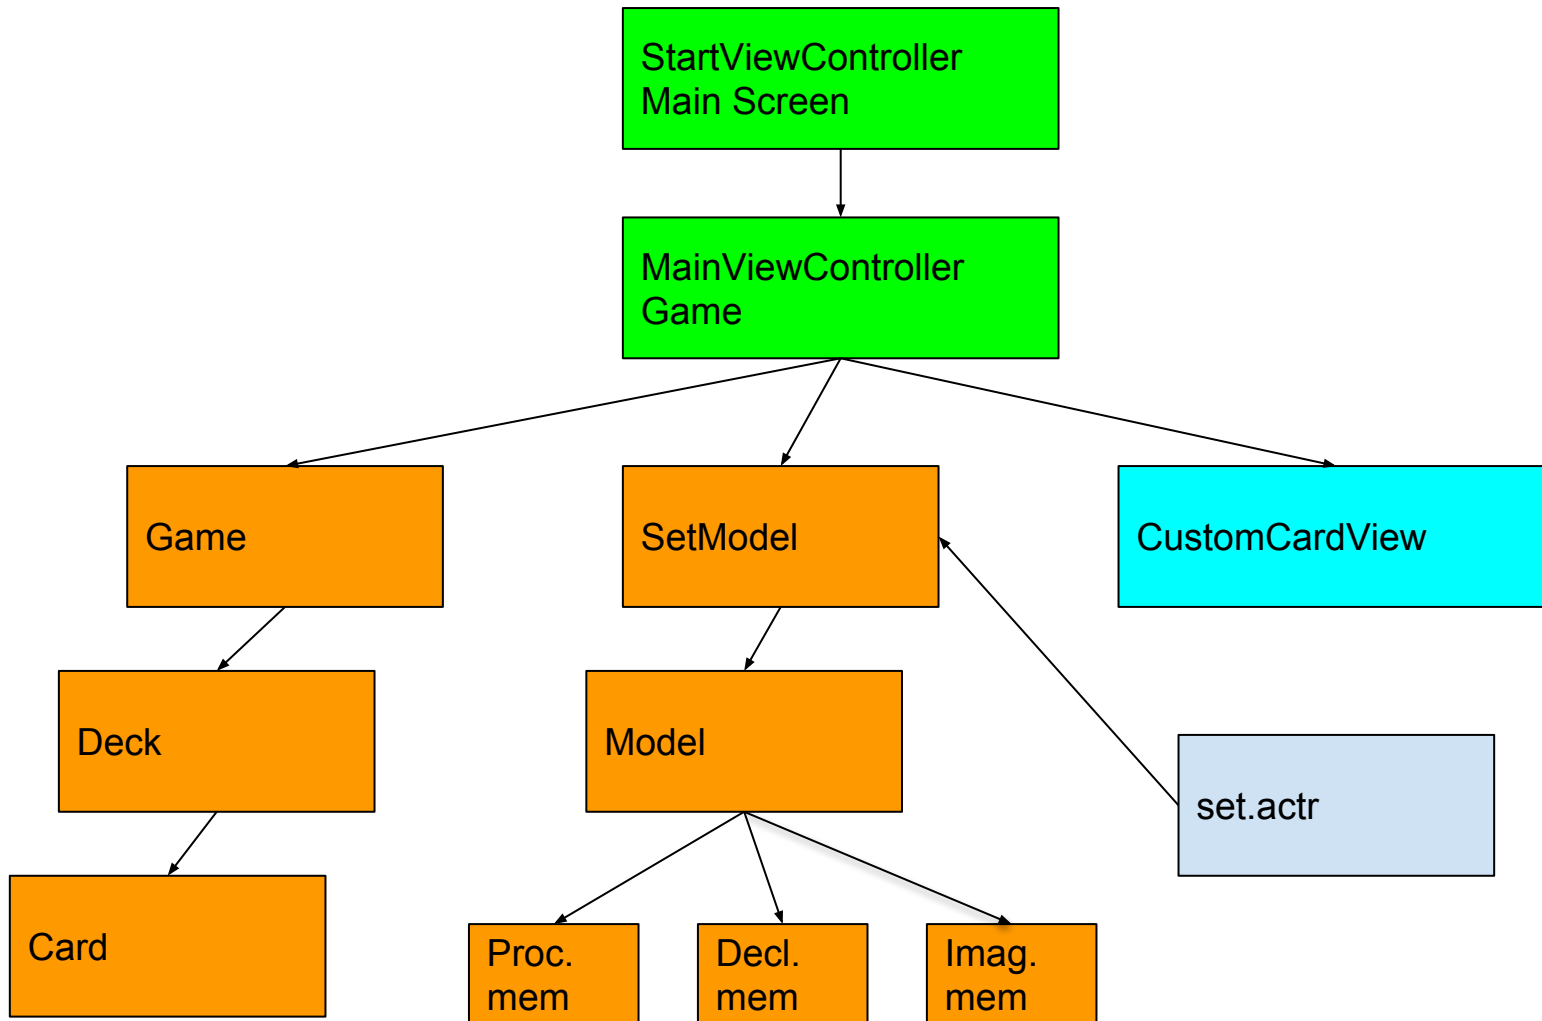 StartViewController
Main Screen
MainViewController
Game
Game
SetModel
CustomCardView
Deck
Model
set.actr
Card
Proc.
mem
Decl.
mem
Imag.
mem